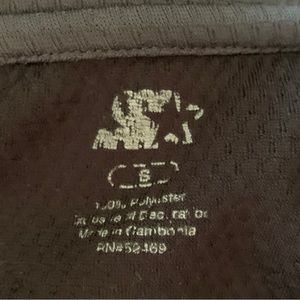 S
100% Polyester
Made in Cambodia
RN#52469